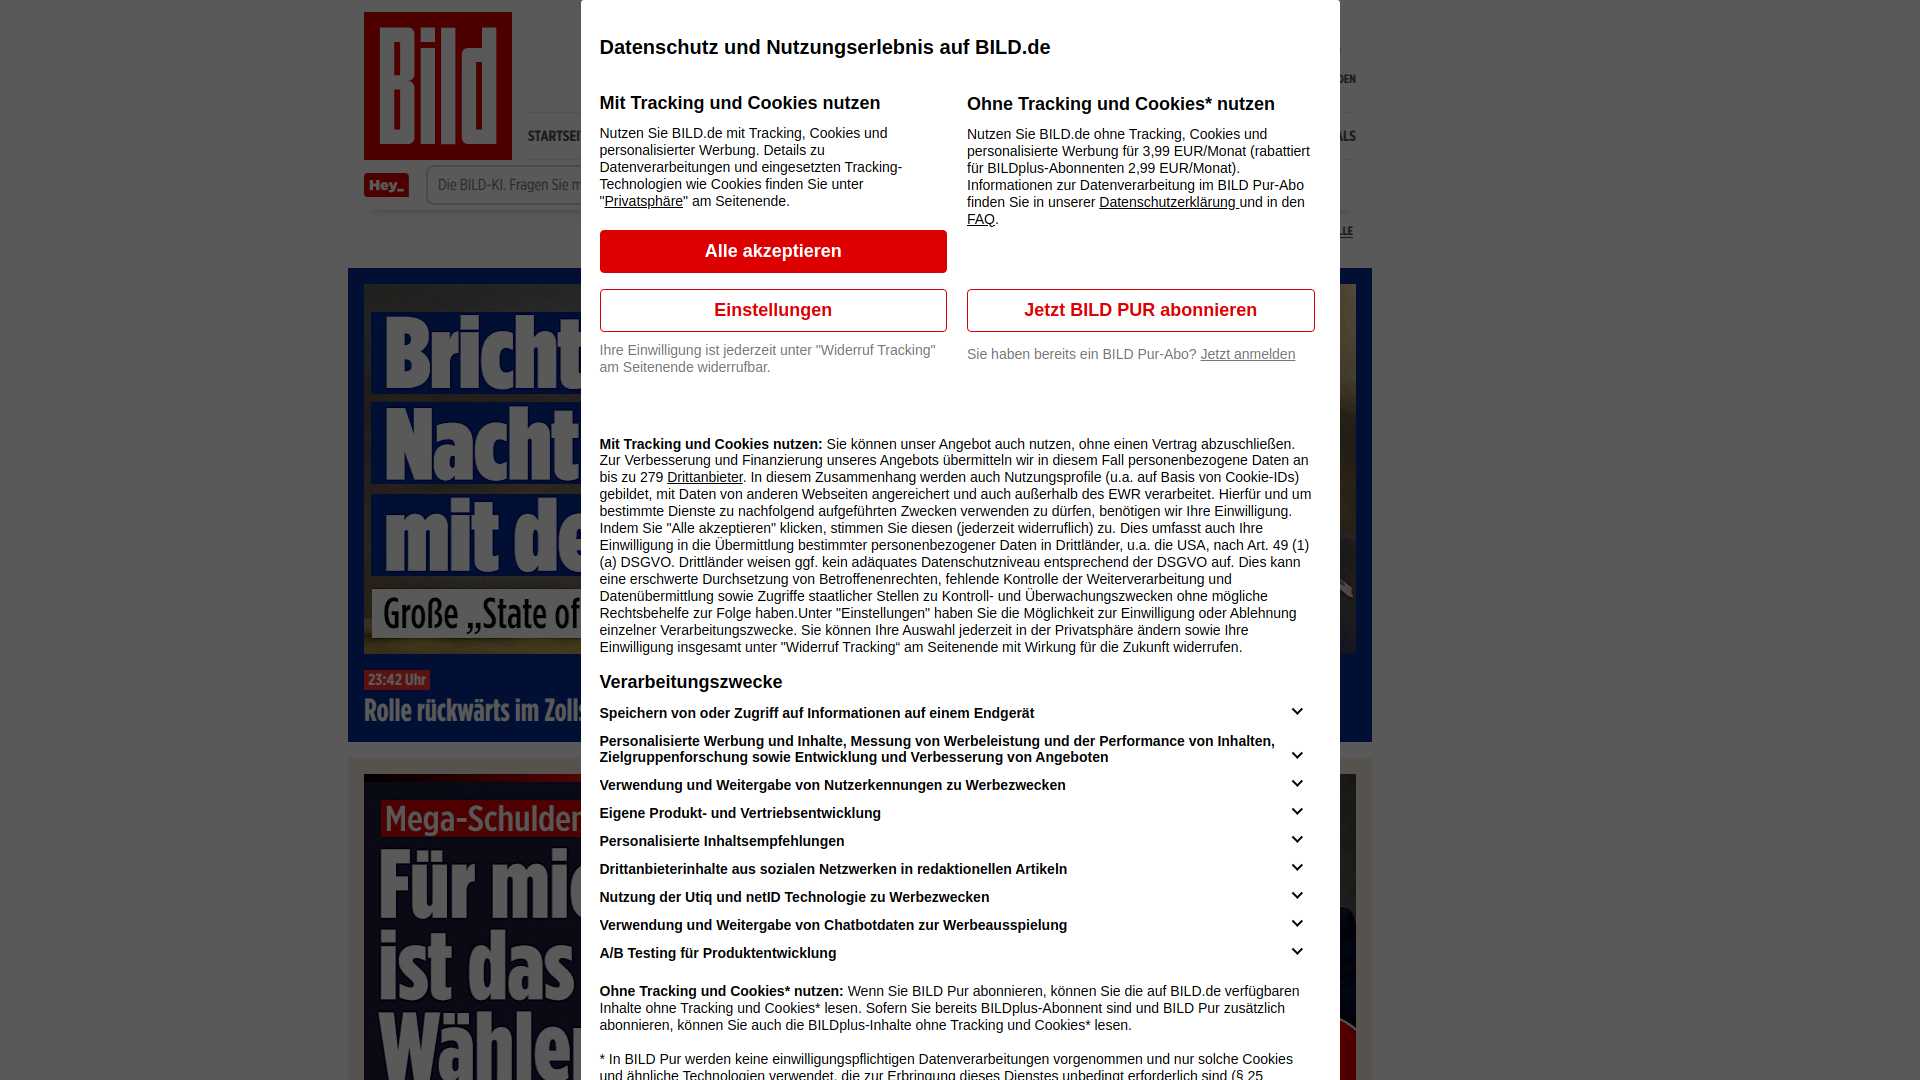 Bild
DEN
STARTSEIT
ALS
Hey_
Die BILD-KI. Fragen Sie m
LLE
Bricht
Nacht
mit de
Große „State of
23:42 Uhr
Rolle rückwärts im Zolls
Mega-Schulden
Für mic
ist das
Wähler
Datenschutz und Nutzungserlebnis auf BILD.de
Mit Tracking und Cookies nutzen
Nutzen Sie BILD.de mit Tracking, Cookies und
personalisierter Werbung. Details zu
Datenverarbeitungen und eingesetzten Tracking-
Technologien wie Cookies finden Sie unter
"Privatsphäre" am Seitenende.
Alle akzeptieren
Einstellungen
Ihre Einwilligung ist jederzeit unter "Widerruf Tracking"
am Seitenende widerrufbar.
Ohne Tracking und Cookies* nutzen
Nutzen Sie BILD.de ohne Tracking, Cookies und
personalisierte Werbung für 3,99 EUR/Monat (rabattiert
für BILDplus-Abonnenten 2,99 EUR/Monat).
Informationen zur Datenverarbeitung im BILD Pur-Abo
finden Sie in unserer Datenschutzerklärung und in den
FAQ.
Jetzt BILD PUR abonnieren
Sie haben bereits ein BILD Pur-Abo? Jetzt anmelden
Mit Tracking und Cookies nutzen: Sie können unser Angebot auch nutzen, ohne einen Vertrag abzuschließen.
Zur Verbesserung und Finanzierung unseres Angebots übermitteln wir in diesem Fall personenbezogene Daten an
bis zu 279 Drittanbieter. In diesem Zusammenhang werden auch Nutzungsprofile (u.a. auf Basis von Cookie-IDs)
gebildet, mit Daten von anderen Webseiten angereichert und auch außerhalb des EWR verarbeitet. Hierfür und um
bestimmte Dienste zu nachfolgend aufgeführten Zwecken verwenden zu dürfen, benötigen wir Ihre Einwilligung.
Indem Sie "Alle akzeptieren" klicken, stimmen Sie diesen (jederzeit widerruflich) zu. Dies umfasst auch Ihre
Einwilligung in die Übermittlung bestimmter personenbezogener Daten in Drittländer, u.a. die USA, nach Art. 49 (1)
(a) DSGVO. Drittländer weisen ggf. kein adäquates Datenschutzniveau entsprechend der DSGVO auf. Dies kann
eine erschwerte Durchsetzung von Betroffenenrechten, fehlende Kontrolle der Weiterverarbeitung und
Datenübermittlung sowie Zugriffe staatlicher Stellen zu Kontroll- und Überwachungszwecken ohne mögliche
Rechtsbehelfe zur Folge haben.Unter "Einstellungen" haben Sie die Möglichkeit zur Einwilligung oder Ablehnung
einzelner Verarbeitungszwecke. Sie können Ihre Auswahl jederzeit in der Privatsphäre ändern sowie Ihre
Einwilligung insgesamt unter "Widerruf Tracking“ am Seitenende mit Wirkung für die Zukunft widerrufen.
Verarbeitungszwecke
Speichern von oder Zugriff auf Informationen auf einem Endgerät
Personalisierte Werbung und Inhalte, Messung von Werbeleistung und der Performance von Inhalten,
Zielgruppenforschung sowie Entwicklung und Verbesserung von Angeboten
Verwendung und Weitergabe von Nutzerkennungen zu Werbezwecken
Eigene Produkt- und Vertriebsentwicklung
Personalisierte Inhaltsempfehlungen
Drittanbieterinhalte aus sozialen Netzwerken in redaktionellen Artikeln
Nutzung der Utiq und netID Technologie zu Werbezwecken
Verwendung und Weitergabe von Chatbotdaten zur Werbeausspielung
A/B Testing für Produktentwicklung
Ohne Tracking und Cookies* nutzen: Wenn Sie BILD Pur abonnieren, können Sie die auf BILD.de verfügbaren
Inhalte ohne Tracking und Cookies* lesen. Sofern Sie bereits BILDplus-Abonnent sind und BILD Pur zusätzlich
abonnieren, können Sie auch die BILDplus-Inhalte ohne Tracking und Cookies* lesen.
* In BILD Pur werden keine einwilligungspflichtigen Datenverarbeitungen vorgenommen und nur solche Cookies
und ähnliche Technologien verwendet, die zur Erbringung dieses Dienstes unbedingt erforderlich sind (§ 25